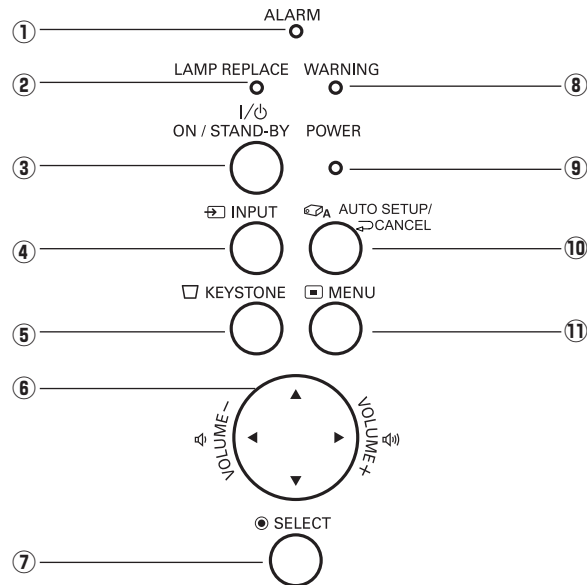 ALARM
①
② LAMP REPLACE WARNING ⑧
I/⏻
ON / STAND-BY POWER
③ ⑨
INPUT A AUTO SETUP/
CANCEL
④ ⑩
KEYSTONE MENU
⑤ ⑪
⑥
VOLUME− VOLUME+
SELECT
⑦